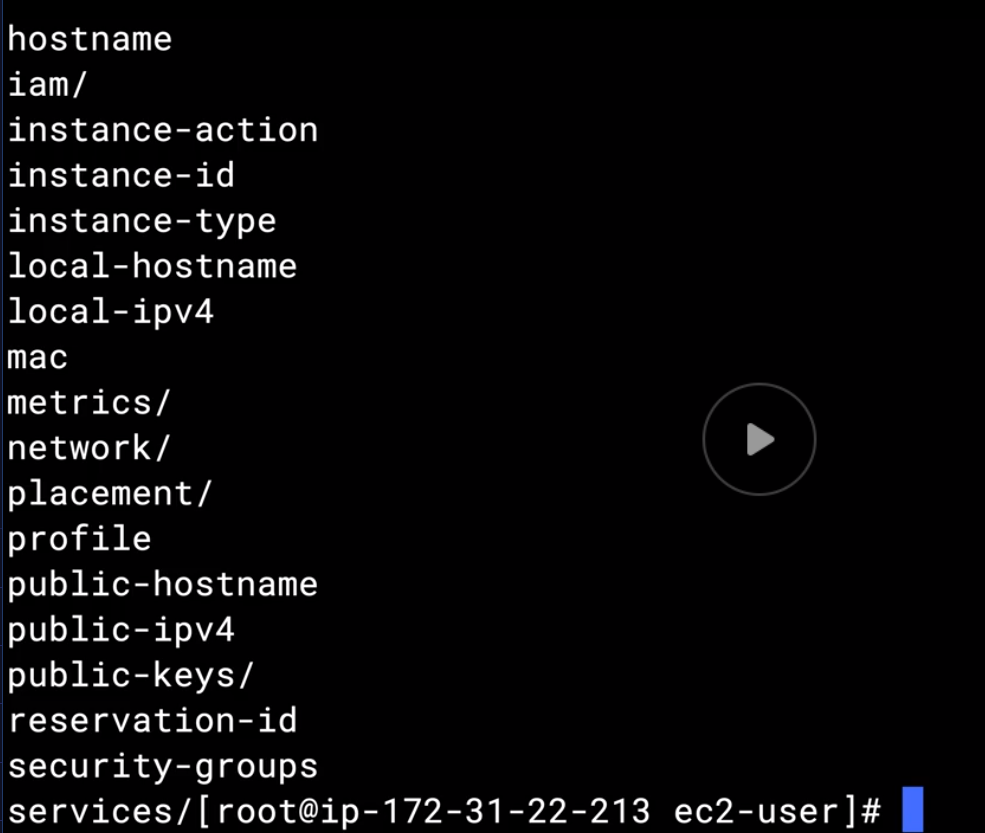 hostname
iam/
instance-action
instance-id
instance-type
local-hostname
local-ipv4
mac
metrics/
network/
placement/
profile
public-hostname
public-ipv4
public-keys/
reservation-id
security-groups
services/[root@ip-172-31-22-213 ec2-user]#